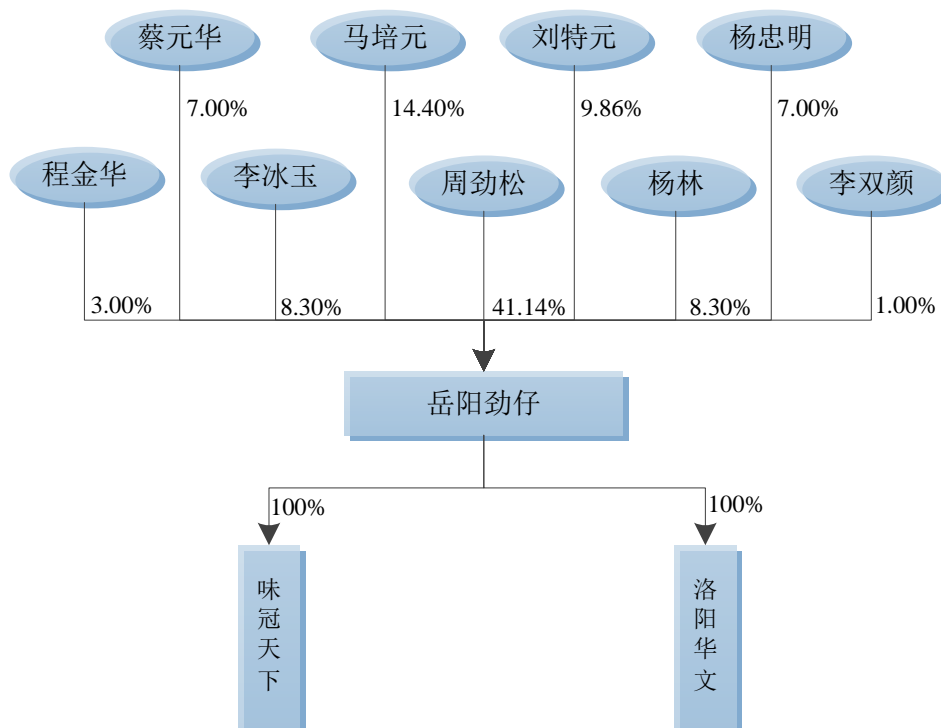 蔡元华
马培元
刘特元
杨忠明
7.00%
14.40%
9.86%
7.00%
程金华
李冰玉
周劲松
杨林
李双颜
3.00%
8.30%
41.14%
8.30%
1.00%
岳阳劲仔
100%
100%
味冠天下
洛阳华文